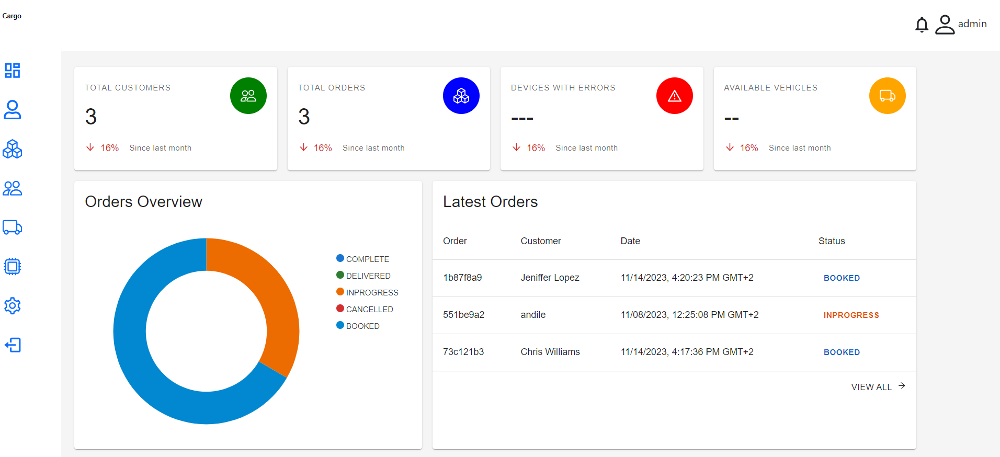 Cargo
admin
TOTAL CUSTOMERS
3
16% Since last month
TOTAL ORDERS
3
16% Since last month
DEVICES WITH ERRORS
---
16% Since last month
AVAILABLE VEHICLES
--
16% Since last month
Orders Overview
COMPLETE
DELIVERED
INPROGRESS
CANCELLED
BOOKED
Latest Orders
Order Customer Date Status
1b87f8a9 Jeniffer Lopez 11/14/2023, 4:20:23 PM GMT+2 BOOKED
551be9a2 andile 11/08/2023, 12:25:08 PM GMT+2 INPROGRESS
73c121b3 Chris Williams 11/14/2023, 4:17:36 PM GMT+2 BOOKED
VIEW ALL